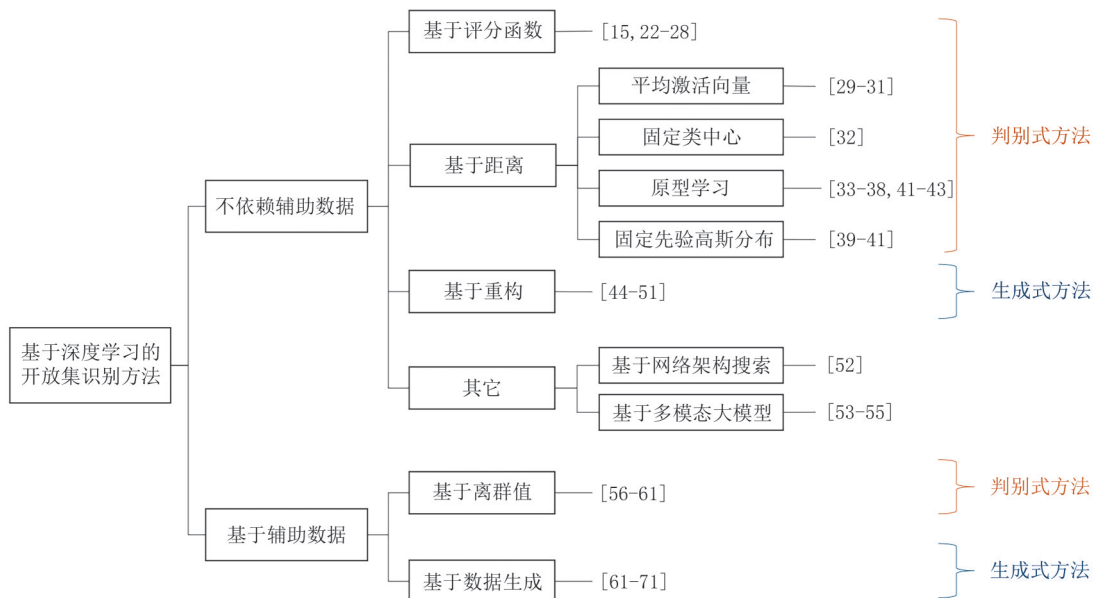 基于评分函数
[15,22-28]
平均激活向量
[29-31]
判别式方法
固定类中心
[32]
基于距离
原型学习
[33-38,41-43]
不依赖辅助数据
固定先验高斯分布
[39-41]
基于重构
[44-51]
生成式方法
基于深度学习的
开放集识别方法
其它
基于网络架构搜索
[52]
基于多模态大模型
[53-55]
基于离群值
[56-61]
判别式方法
基于辅助数据
基于数据生成
[61-71]
生成式方法